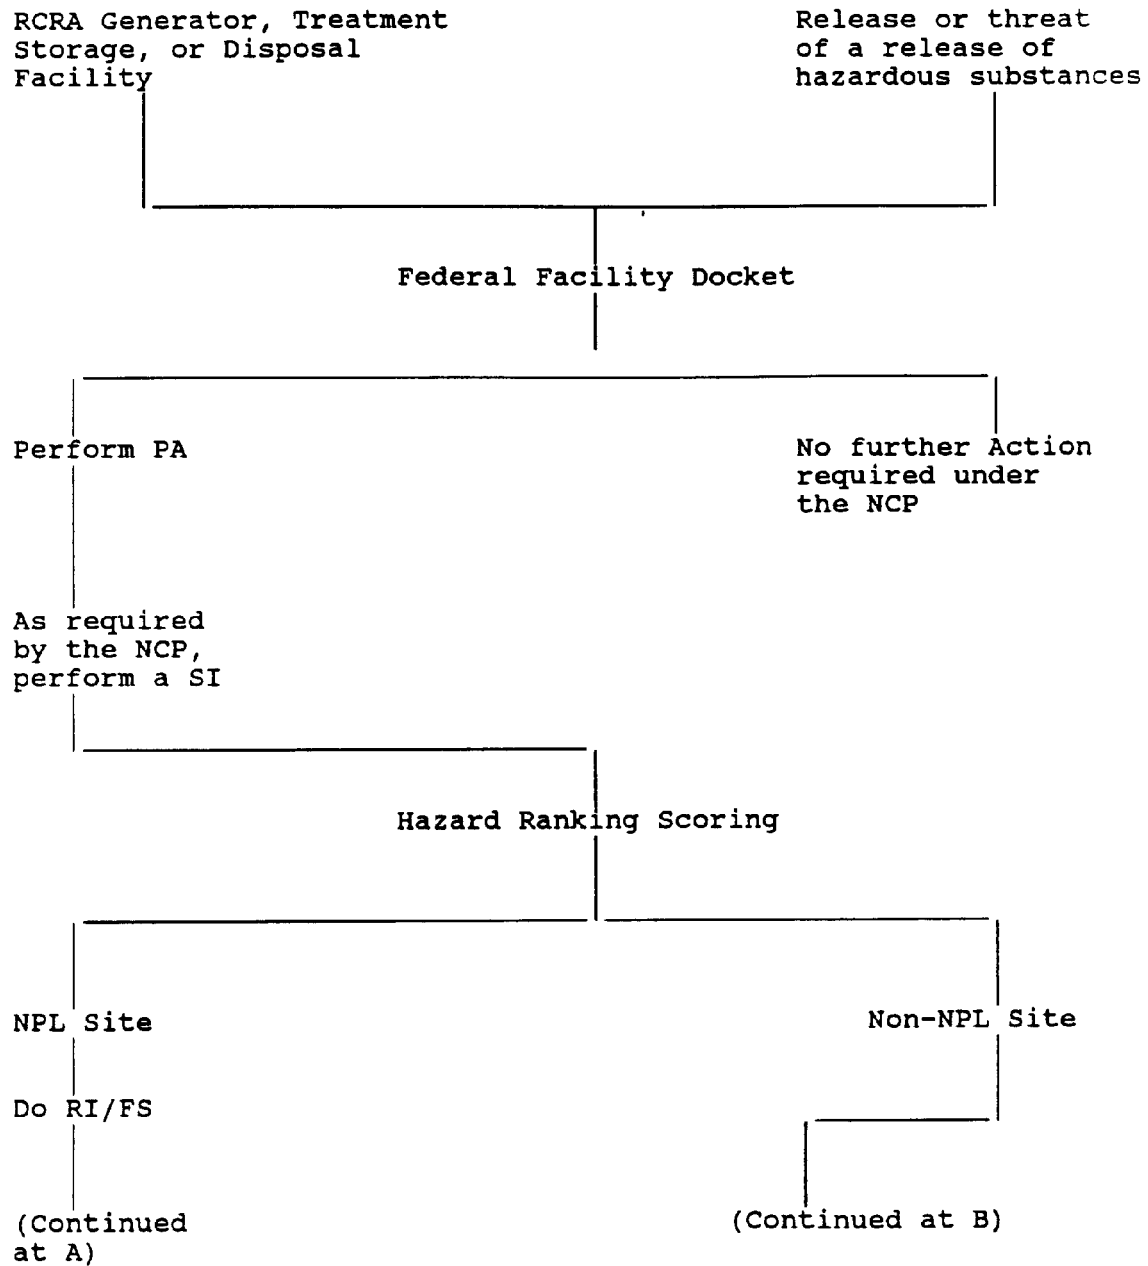 RCRA Generator, Treatment
Storage, or Disposal
Facility
Release or threat
of a release of
hazardous substances
Federal Facility Docket
Perform PA
No further Action
required under
the NCP
As required
by the NCP,
perform a SI
Hazard Ranking Scoring
NPL Site
Non-NPL Site
Do RI/FS
(Continued
at A)
(Continued at B)